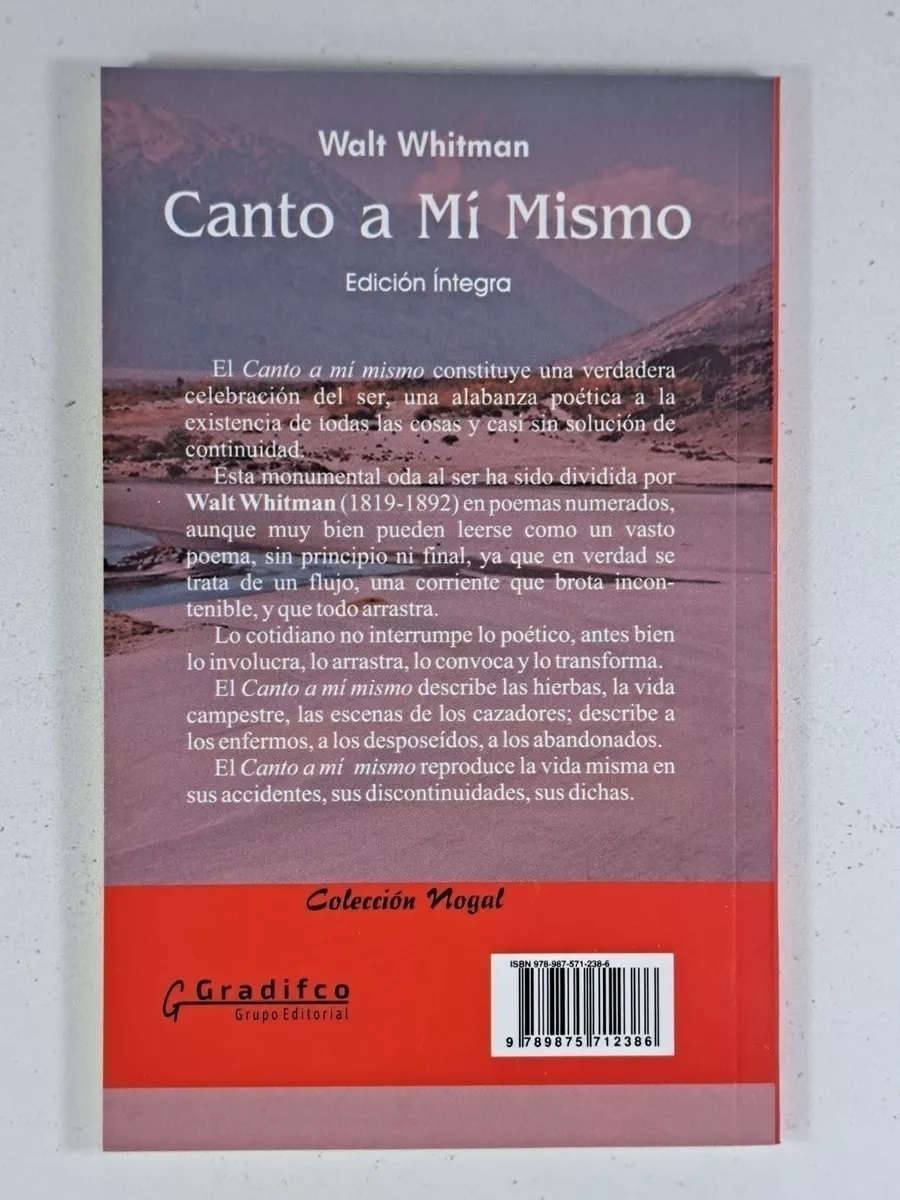 Walt Whitman
Canto a Mí Mismo
Edición Íntegra
El Canto a mí mismo constituye una verdadera
celebración del ser, una alabanza poética a la
existencia de todas las cosas y casi sin solución de
continuidad.
Esta monumental oda al ser ha sido dividida por
Walt Whitman (1819-1892) en poemas numerados,
aunque muy bien pueden leerse como un vasto
poema, sin principio ni final, ya que en verdad se
trata de un flujo, una corriente que brota incon-
tenible, y que todo arrastra.
Lo cotidiano no interrumpe lo poético, antes bien
lo involucra, lo arrastra, lo convoca y lo transforma.
El Canto a mí mismo describe las hierbas, la vida
campestre, las escenas de los cazadores; describe a
los enfermos, a los desposeídos, a los abandonados.
El Canto a mí mismo reproduce la vida misma en
sus accidentes, sus discontinuidades, sus dichas.
Colección Nogal
Gradifco
Grupo Editorial
ISBN 978-987-571-238-6
9 789875 712386